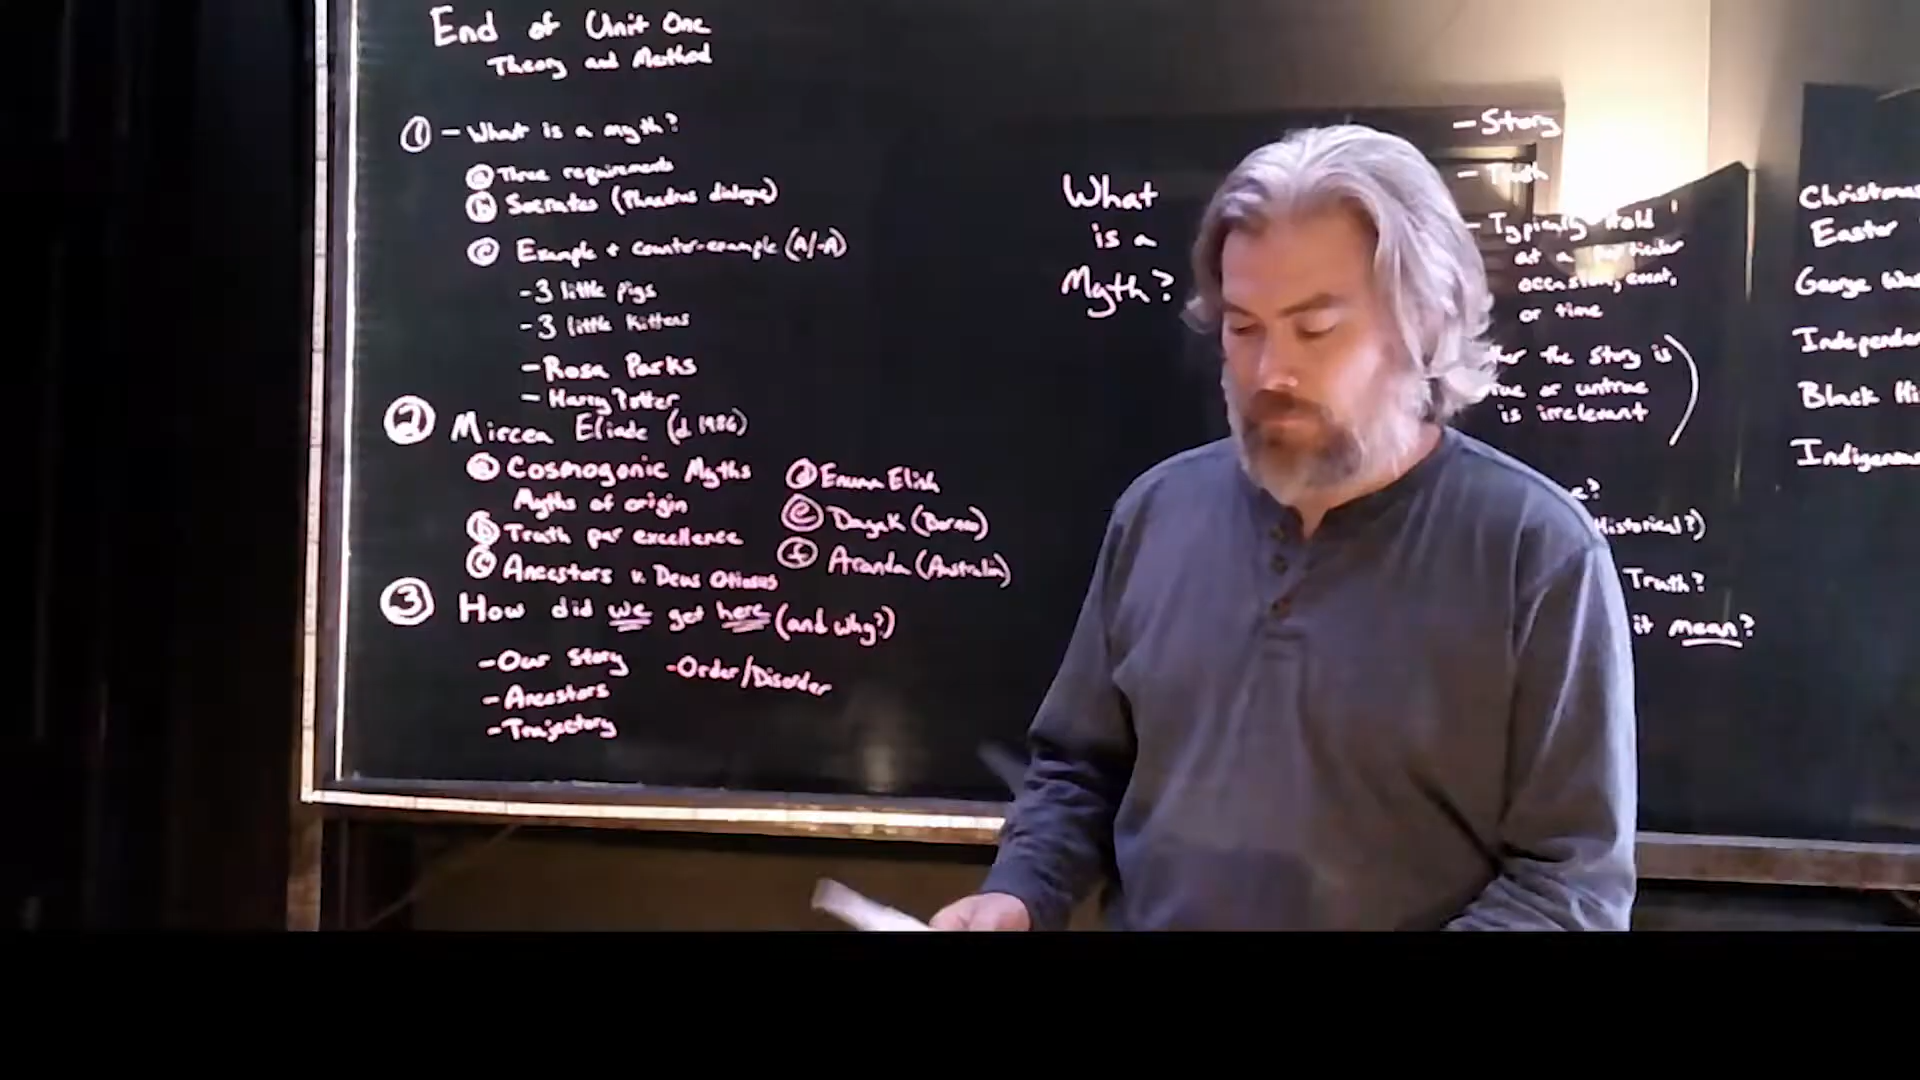 End of Unit One
Theory and Method
① - What is a myth?
ⓐ Three requirements
ⓑ Socrates (Phaedrus dialogue)
ⓒ Example + counter-example (A/-A)
- 3 little pigs
- 3 little kittens
- Rosa Parks
- Harry Potter
② Mircea Eliade (d 1986)
ⓐ Cosmogonic Myths
Myths of origin
ⓑ Truth par excellence
ⓒ Ancestors v. Deus Otiosus
ⓓ Enuma Elish
ⓔ Dayak (Borneo)
ⓕ Aranda (Australia)
③ How did we get here (and why?)
- Our Story
- Ancestors
- Trajectory
- Order/Disorder
What
is a
Myth?
- Story
- Truth
- Typically told
at a particular
occasion, event,
or time
the story is
or untrue
is irrelevant
Historical?)
Truth?
it mean?
Christmas
Easter
George
Black